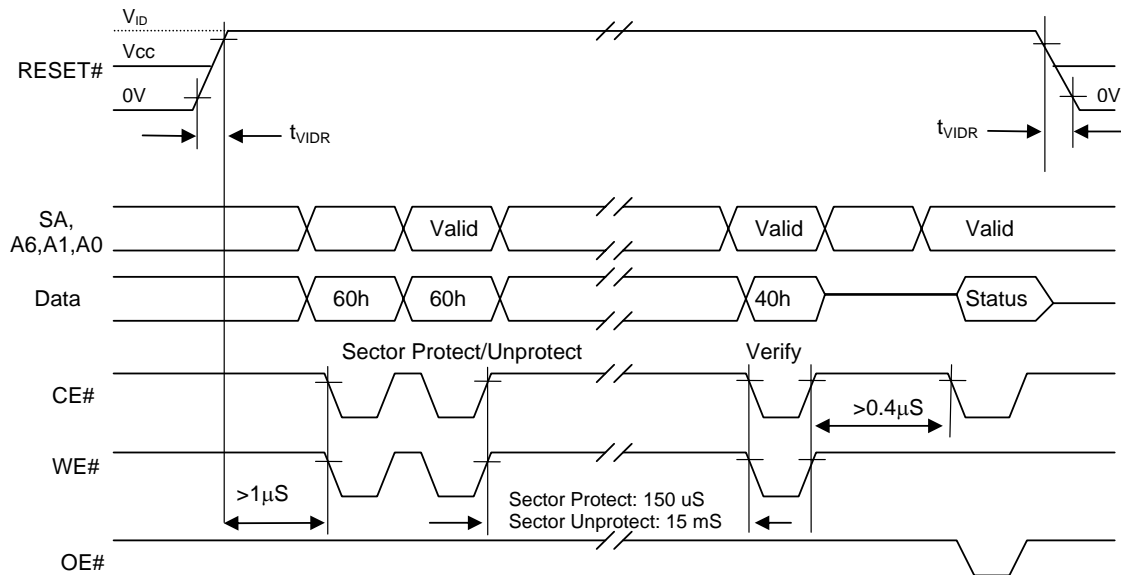 VID
Vcc
RESET#
0V
0V
tVIDR
tVIDR
SA,
A6,A1,A0
Valid
Valid
Valid
Data
60h
60h
40h
Status
Sector Protect/Unprotect
Verify
CE#
>0.4μS
WE#
>1μS
Sector Protect: 150 uS
Sector Unprotect: 15 mS
OE#